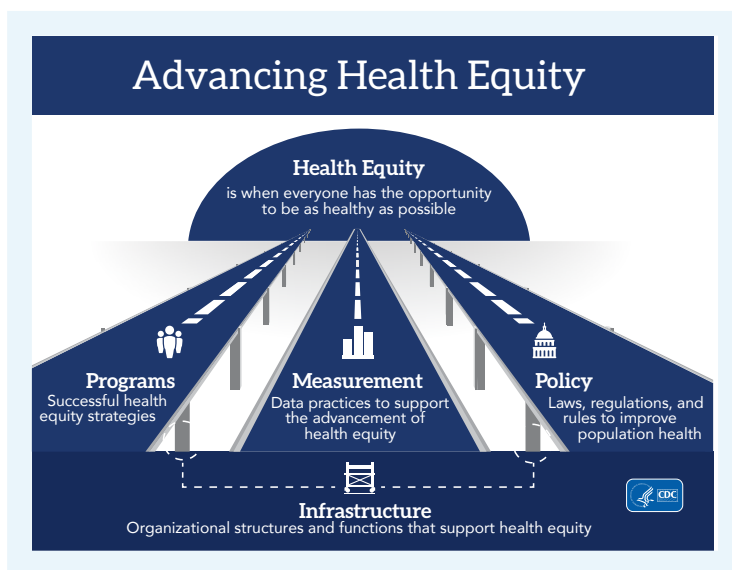 Advancing Health Equity
Health Equity
is when everyone has the opportunity
to be as healthy as possible
Programs
Successful health
equity strategies
Measurement
Data practices to support
the advancement of
health equity
Policy
Laws, regulations, and
rules to improve
population health
Infrastructure
Organizational structures and functions that support health equity
CDC